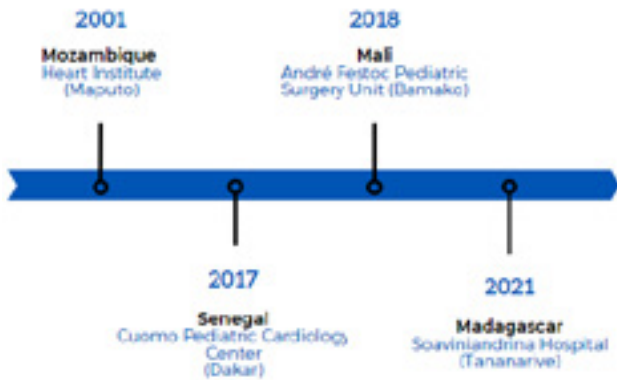 2001
Mozambique
Heart Institute
(Maputo)
2017
Senegal
Cuomo Pediatric Cardiology
Center
(Dakar)
2018
Mali
André Festoc Pediatric
Surgery Unit (Bamako)
2021
Madagascar
Soaviniandrina Hospital
(Tananarive)